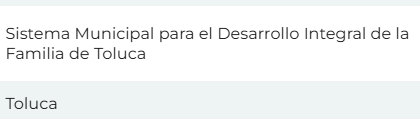 Sistema Municipal para el Desarrollo Integral de la
Familia de Toluca
Toluca